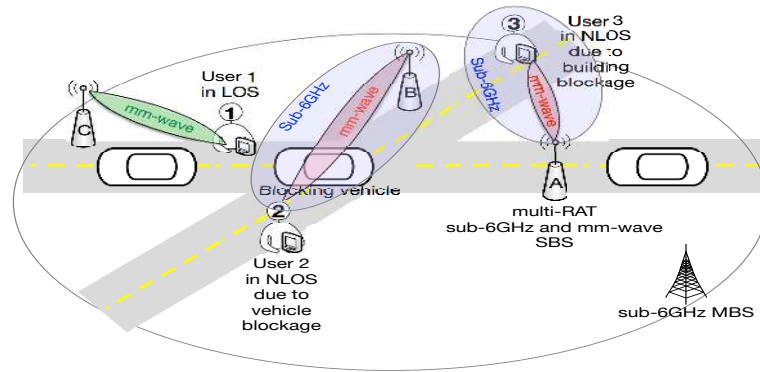 3
User 3
in NLOS
due to
building
blockage
Sub-6GHz
mm-wave
B
Sub-6GHz
mm-wave
User 1
in LOS
1
mm-wave
C
A
Blocking vehicle
2
multi-RAT
sub-6GHz and mm-wave
SBS
User 2
in NLOS
due to
vehicle
blockage
sub-6GHz MBS